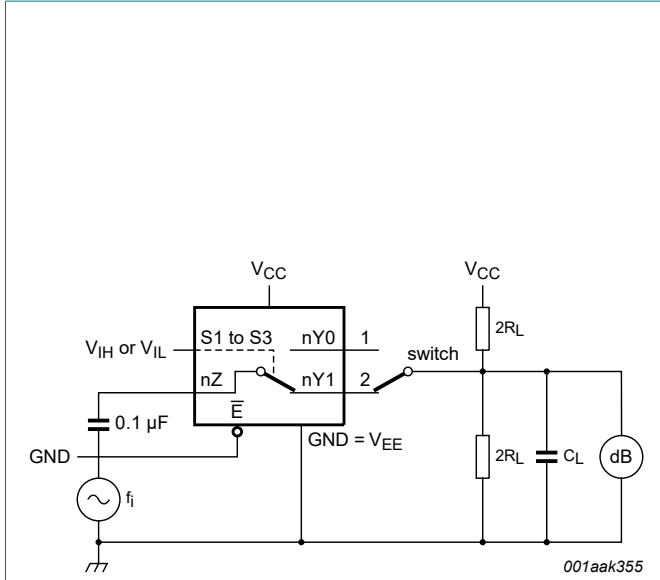 VCC
VCC
S1 to S3
nY0
1
2RL
VIH or VIL
switch
nZ
nY1
2
E
0.1 µF
GND = VEE
GND
2RL
CL
dB
fi
001aak355